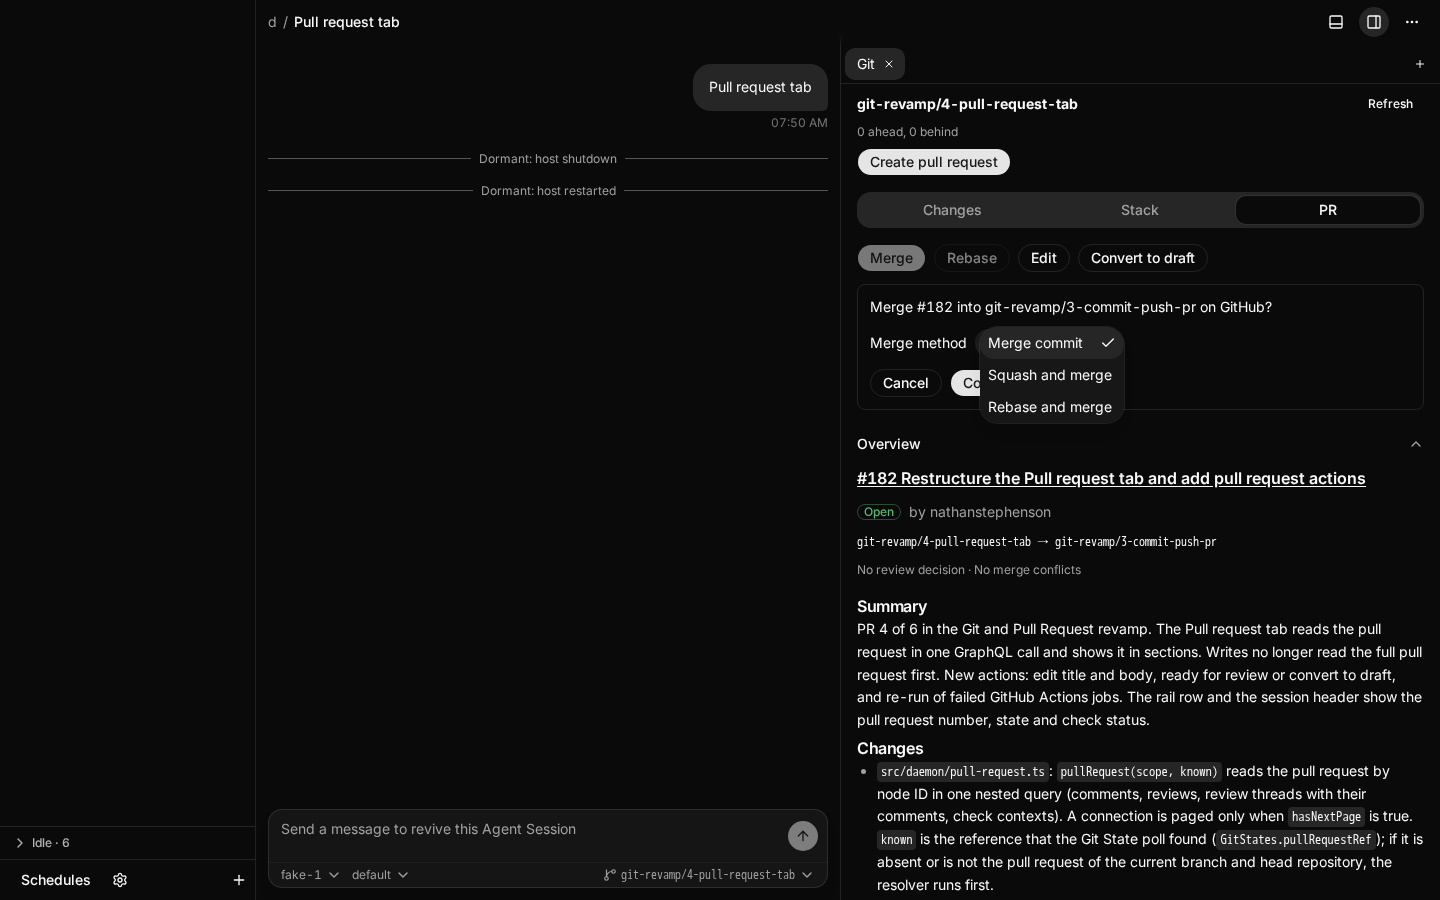 d / Pull request tab
Pull request tab
07:50 AM
Dormant: host shutdown
Dormant: host restarted
Send a message to revive this Agent Session
fake-1 default git-revamp/4-pull-request-tab
Idle · 6
Schedules
Git
git-revamp/4-pull-request-tab Refresh
0 ahead, 0 behind
Create pull request
Changes Stack PR
Merge Rebase Edit Convert to draft
Merge #182 into git-revamp/3-commit-push-pr on GitHub?
Merge method Merge commit
Squash and merge
Cancel Co
Rebase and merge
Overview
#182 Restructure the Pull request tab and add pull request actions
Open by nathanstephenson
git-revamp/4-pull-request-tab → git-revamp/3-commit-push-pr
No review decision · No merge conflicts
Summary
PR 4 of 6 in the Git and Pull Request revamp. The Pull request tab reads the pull
request in one GraphQL call and shows it in sections. Writes no longer read the full pull
request first. New actions: edit title and body, ready for review or convert to draft,
and re-run of failed GitHub Actions jobs. The rail row and the session header show the
pull request number, state and check status.
Changes
• src/daemon/pull-request.ts: pullRequest(scope, known) reads the pull request by
node ID in one nested query (comments, reviews, review threads with their
comments, check contexts). A connection is paged only when hasNextPage is true.
known is the reference that the Git State poll found (GitStates.pullRequestRef); if it is
absent or is not the pull request of the current branch and head repository, the
resolver runs first.